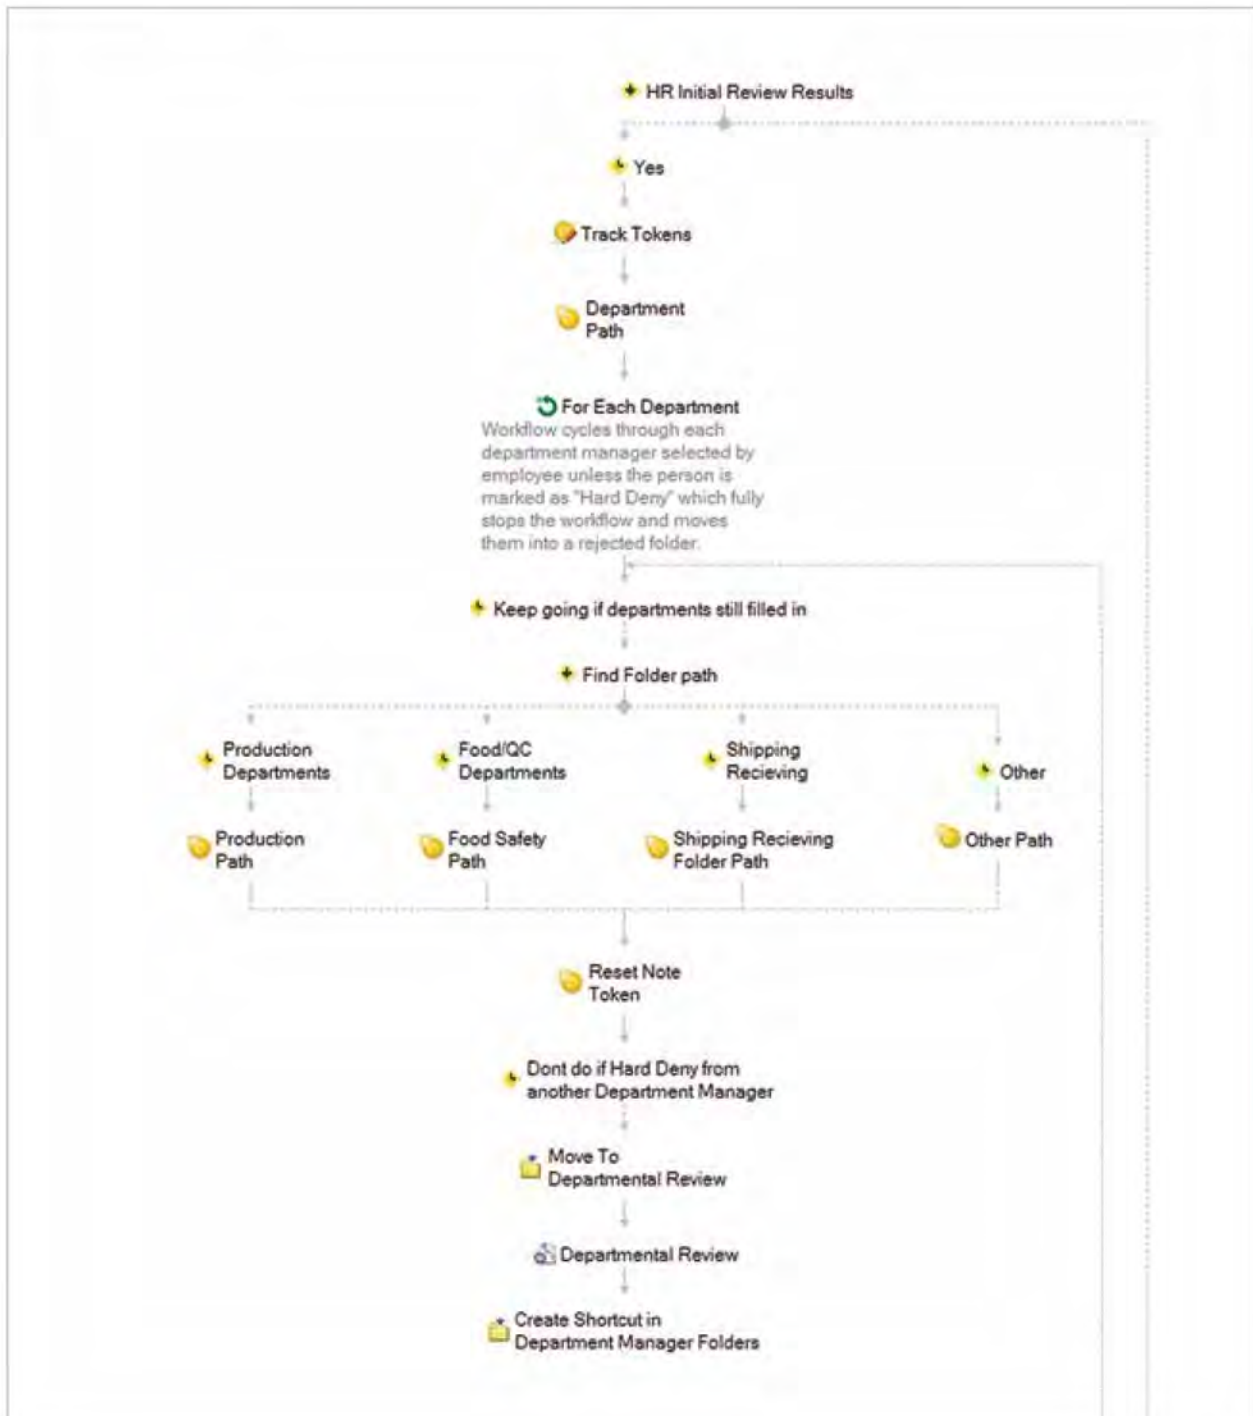 HR Initial Review Results
Yes
Track Tokens
Department
Path
For Each Department
Workflow cycles through each
department manager selected by
employee unless the person is
marked as "Hard Deny" which fully
stops the workflow and moves
them into a rejected folder.
Keep going if departments still filled in
Find Folder path
Production
Departments
Food/QC
Departments
Shipping
Recieving
Other
Production
Path
Food Safety
Path
Shipping Recieving
Folder Path
Other Path
Reset Note
Token
Dont do if Hard Deny from
another Department Manager
Move To
Departmental Review
Departmental Review
Create Shortcut in
Department Manager Folders